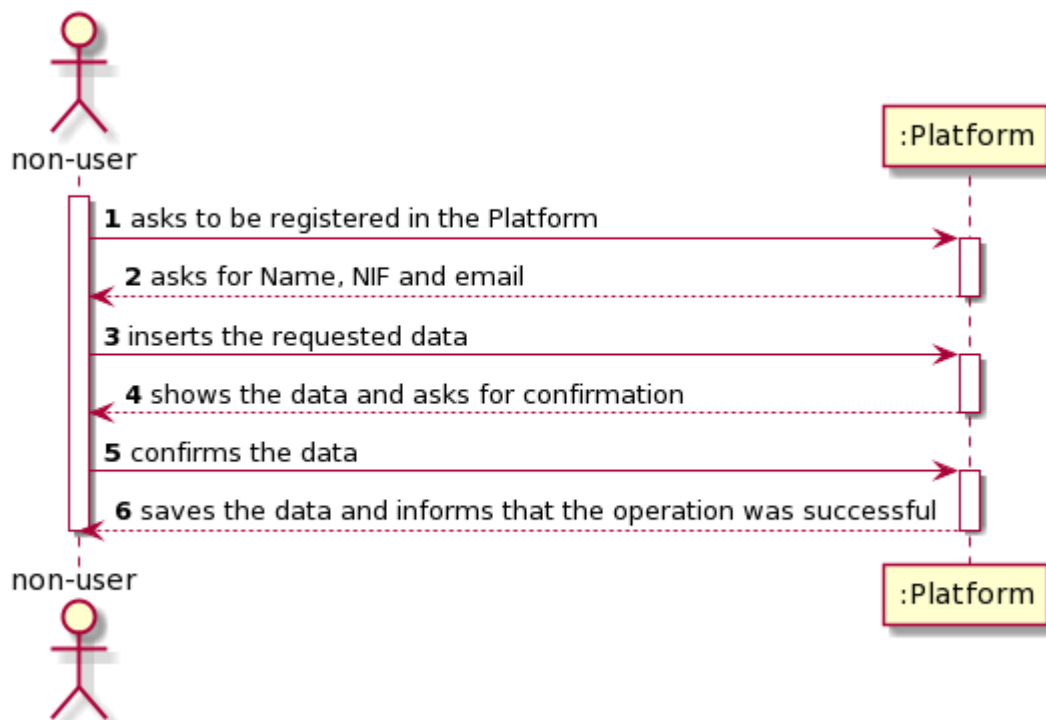 non-user
:Platform
1 asks to be registered in the Platform
2 asks for Name, NIF and email
3 inserts the requested data
4 shows the data and asks for confirmation
5 confirms the data
6 saves the data and informs that the operation was successful
non-user
:Platform